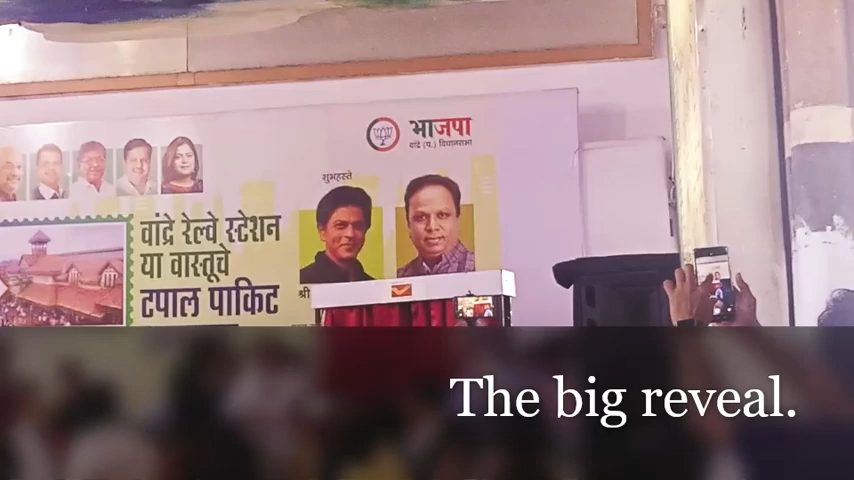 भाजपा
वांद्रे (प.) विधानसभा
शुभहस्ते
वांद्रे रेल्वे स्टेशन
या वास्तूचे
टपाल पाकिट
श्री
The big reveal.